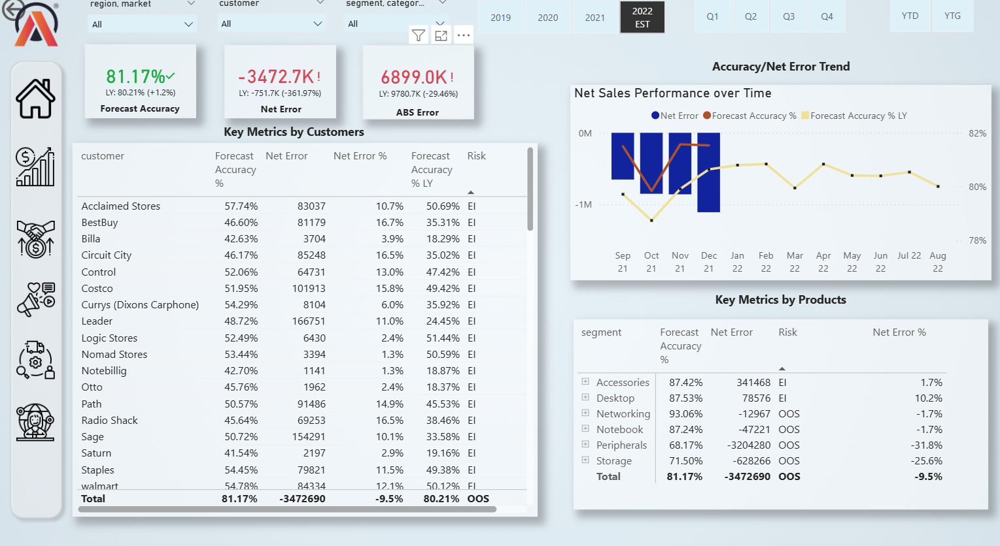 region, market
customer
segment, categor...
All
All
All
2019
2020
2021
2022
EST
Q1
Q2
Q3
Q4
YTD
YTG
81.17%
LY: 80.21% (+1.2%)
Forecast Accuracy
-3472.7K!
LY: -751.7K (-361.97%)
Net Error
6899.0K!
LY: 9780.7K (-29.46%)
ABS Error
Key Metrics by Customers
customer Forecast Accuracy % Net Error Net Error % Forecast Accuracy % LY Risk
Acclaimed Stores 57.74% 83037 10.7% 50.69% EI
BestBuy 46.60% 81179 16.7% 35.31% EI
Billa 42.63% 3704 3.9% 18.29% EI
Circuit City 46.17% 85248 16.5% 35.02% EI
Control 52.06% 64731 13.0% 47.42% EI
Costco 51.95% 101913 15.8% 49.42% EI
Currys (Dixons Carphone) 54.29% 8104 6.0% 35.92% EI
Leader 48.72% 166751 11.0% 24.45% EI
Logic Stores 52.49% 6430 2.4% 51.44% EI
Nomad Stores 53.44% 3394 1.3% 50.59% EI
Notebillig 42.70% 1141 1.3% 18.87% EI
Otto 45.76% 1962 2.4% 18.37% EI
Path 50.57% 91486 14.9% 45.53% EI
Radio Shack 45.64% 69253 16.5% 38.46% EI
Sage 50.72% 154291 10.1% 33.58% EI
Saturn 41.54% 2197 2.9% 19.16% EI
Staples 54.45% 79821 11.5% 49.38% EI
walmart 54.78% 84334 12.1% 50.12% EI
Total 81.17% -3472690 -9.5% 80.21% OOS
Accuracy/Net Error Trend
Net Sales Performance over Time
Net Error Forecast Accuracy % Forecast Accuracy % LY
0M
-1M
82%
80%
78%
Sep 21 Oct 21 Nov 21 Dec 21 Jan 22 Feb 22 Mar 22 Apr 22 May 22 Jun 22 Jul 22 Aug 22
Key Metrics by Products
segment Forecast Accuracy % Net Error Risk Net Error %
Accessories 87.42% 341468 EI 1.7%
Desktop 87.53% 78576 EI 10.2%
Networking 93.06% -12967 OOS -1.7%
Notebook 87.24% -47221 OOS -1.7%
Peripherals 68.17% -3204280 OOS -31.8%
Storage 71.50% -628266 OOS -25.6%
Total 81.17% -3472690 OOS -9.5%